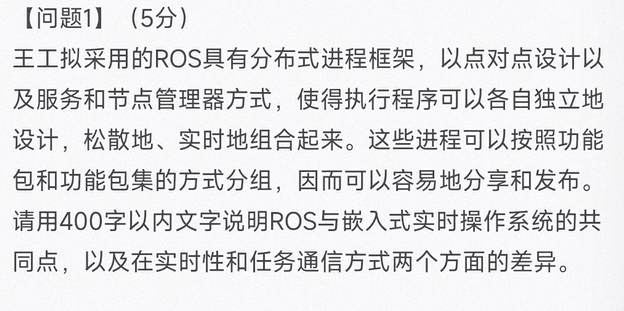 【问题1】（5分）
王工拟采用的ROS具有分布式进程框架，以点对点设计以
及服务和节点管理器方式，使得执行程序可以各自独立地
设计，松散地、实时地组合起来。这些进程可以按照功能
包和功能包集的方式分组，因而可以容易地分享和发布。
请用400字以内文字说明ROS与嵌入式实时操作系统的共
同点，以及在实时性和任务通信方式两个方面的差异。